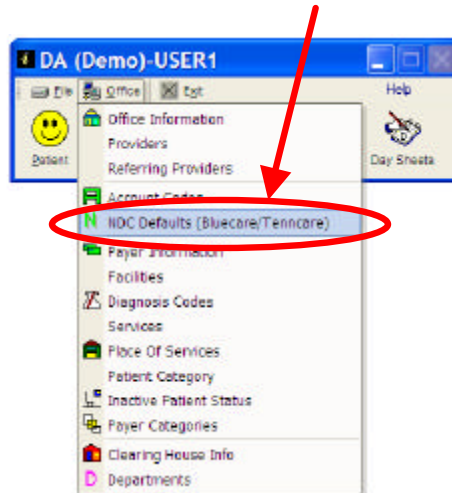 DA (Demo)-USER1
File Office Exit Help
Patient Day Sheets
Office Information
Providers
Referring Providers
Account Codes
N NDC Defaults (Bluecare/Tenncare)
Payer Information
Facilities
Diagnosis Codes
Services
Place Of Services
Patient Category
Inactive Patient Status
Payer Categories
Clearing House Info
D Departments